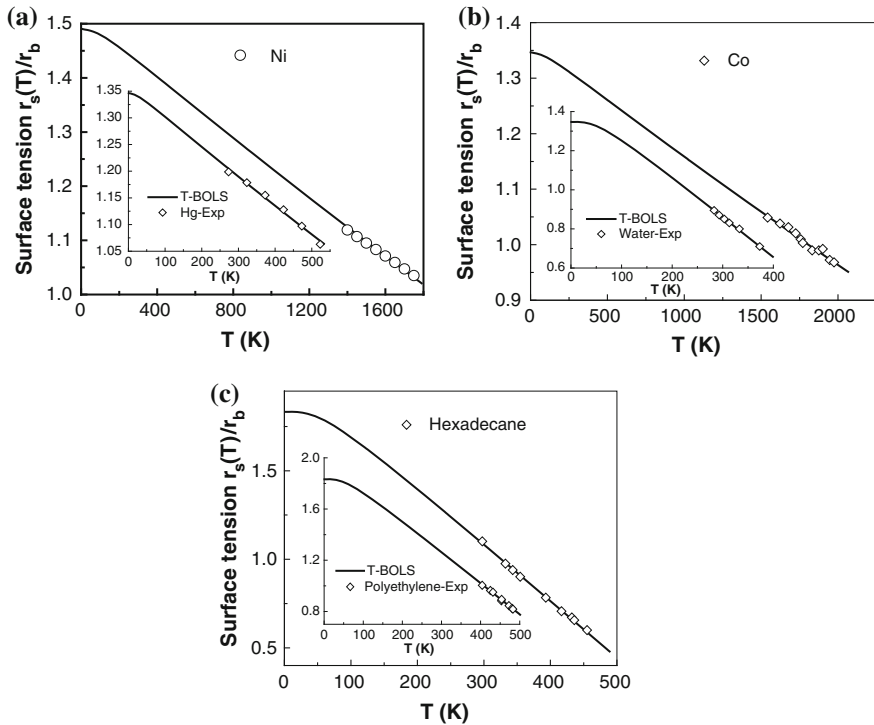 (a)
Surface tension r_s(T)/r_b
1.5
1.4
1.3
1.2
1.1
1.0
Ni
1.35
1.30
1.25
1.20
1.15
1.10
1.05
T-BOLS
Hg-Exp
0 100 200 300 400 500
T (K)
400 800 1200 1600
T (K)
(b)
Surface tension r_s(T)/r_b
1.4
1.3
1.2
1.1
1.0
0.9
Co
1.4
1.2
1.0
0.8
0.6
T-BOLS
Water-Exp
0 100 200 300 400
T (K)
0 500 1000 1500 2000
T (K)
(c)
Surface tension r_s(T)/r_b
1.5
1.0
0.5
Hexadecane
2.0
1.6
1.2
0.8
T-BOLS
Polyethylene-Exp
0 100 200 300 400 500
T (K)
0 100 200 300 400 500
T (K)